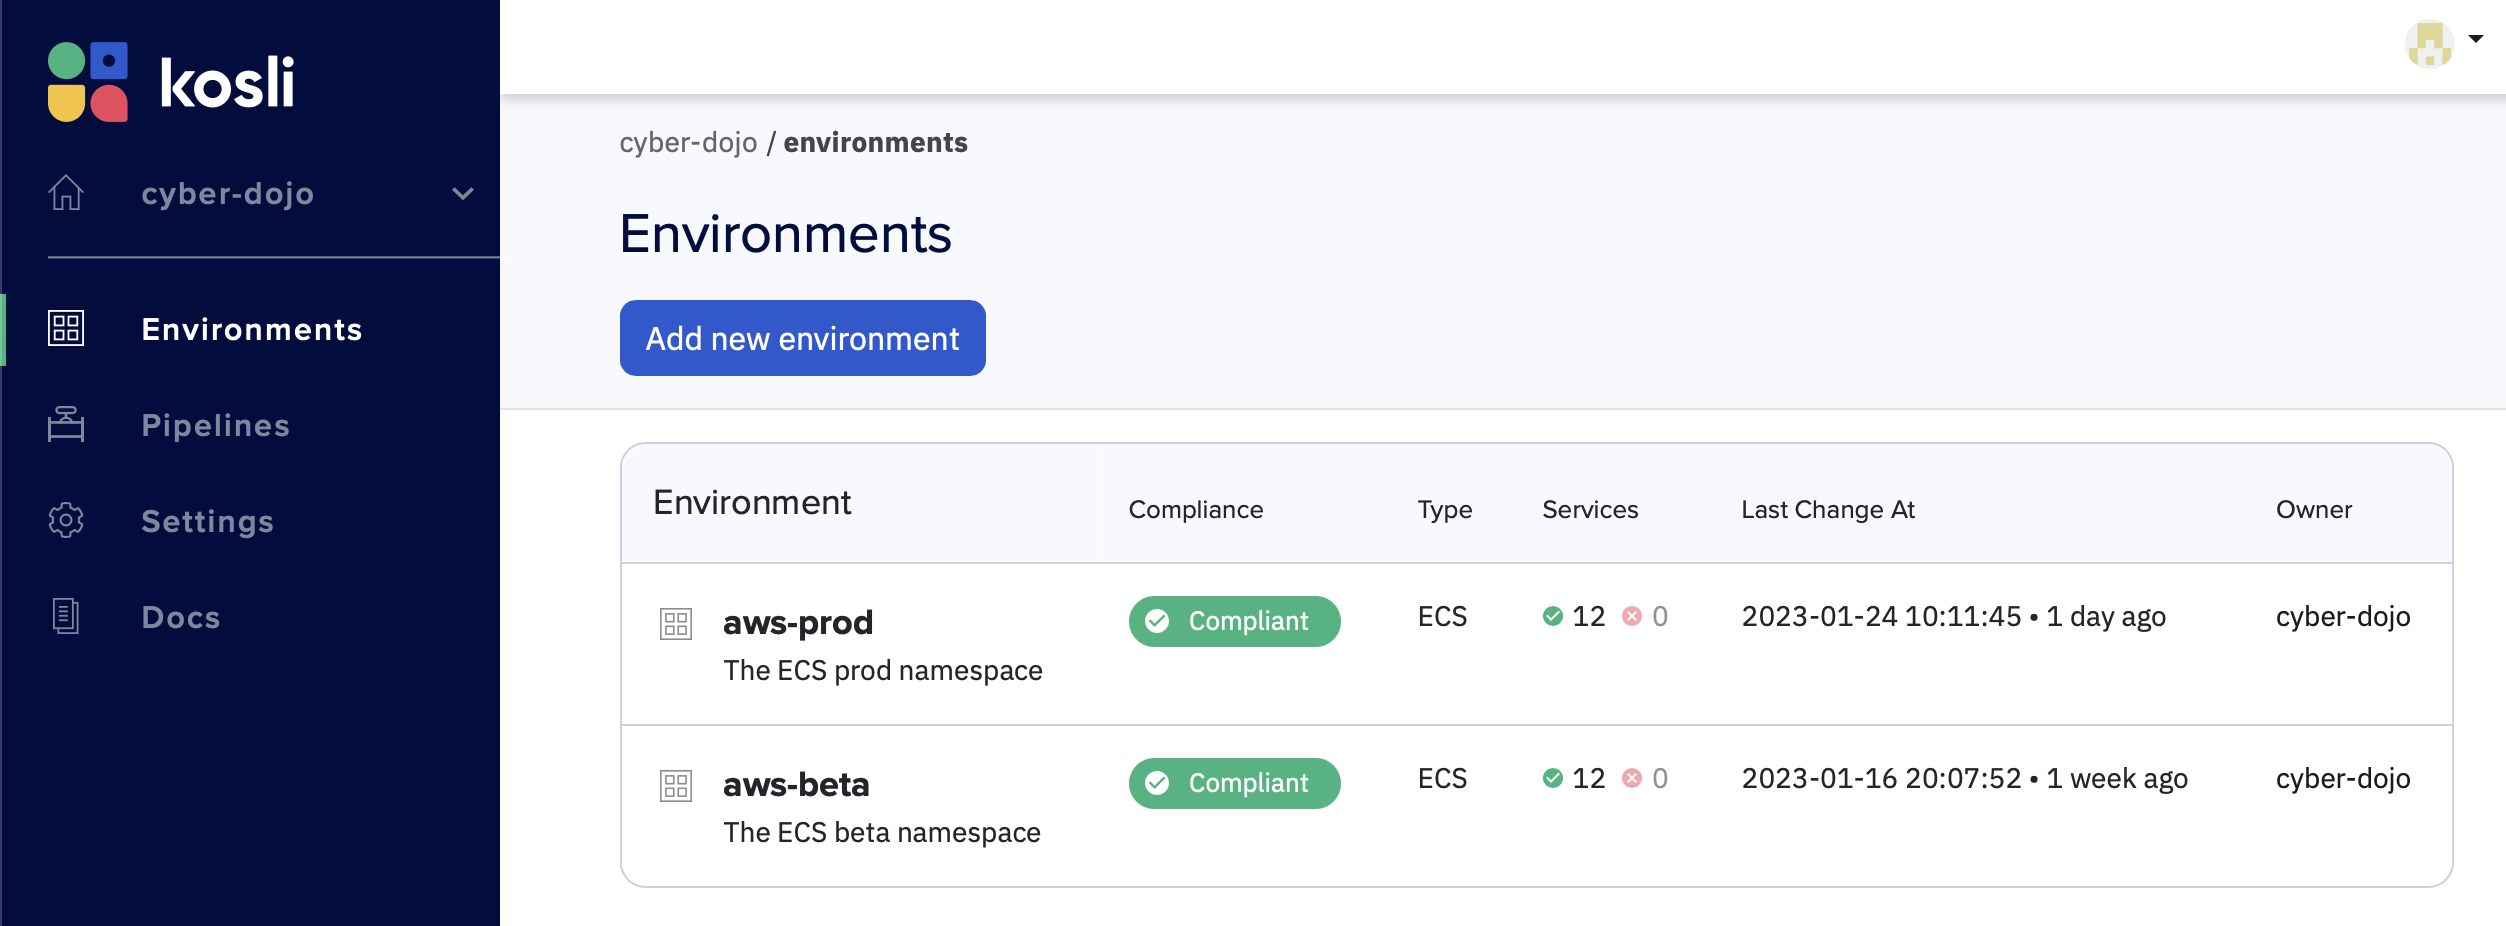 kosli
cyber-dojo
Environments
Pipelines
Settings
Docs
cyber-dojo / environments
Environments
Add new environment
Environment Compliance Type Services Last Change At Owner
aws-prod Compliant ECS 12 0 2023-01-24 10:11:45 • 1 day ago cyber-dojo
The ECS prod namespace
aws-beta Compliant ECS 12 0 2023-01-16 20:07:52 • 1 week ago cyber-dojo
The ECS beta namespace